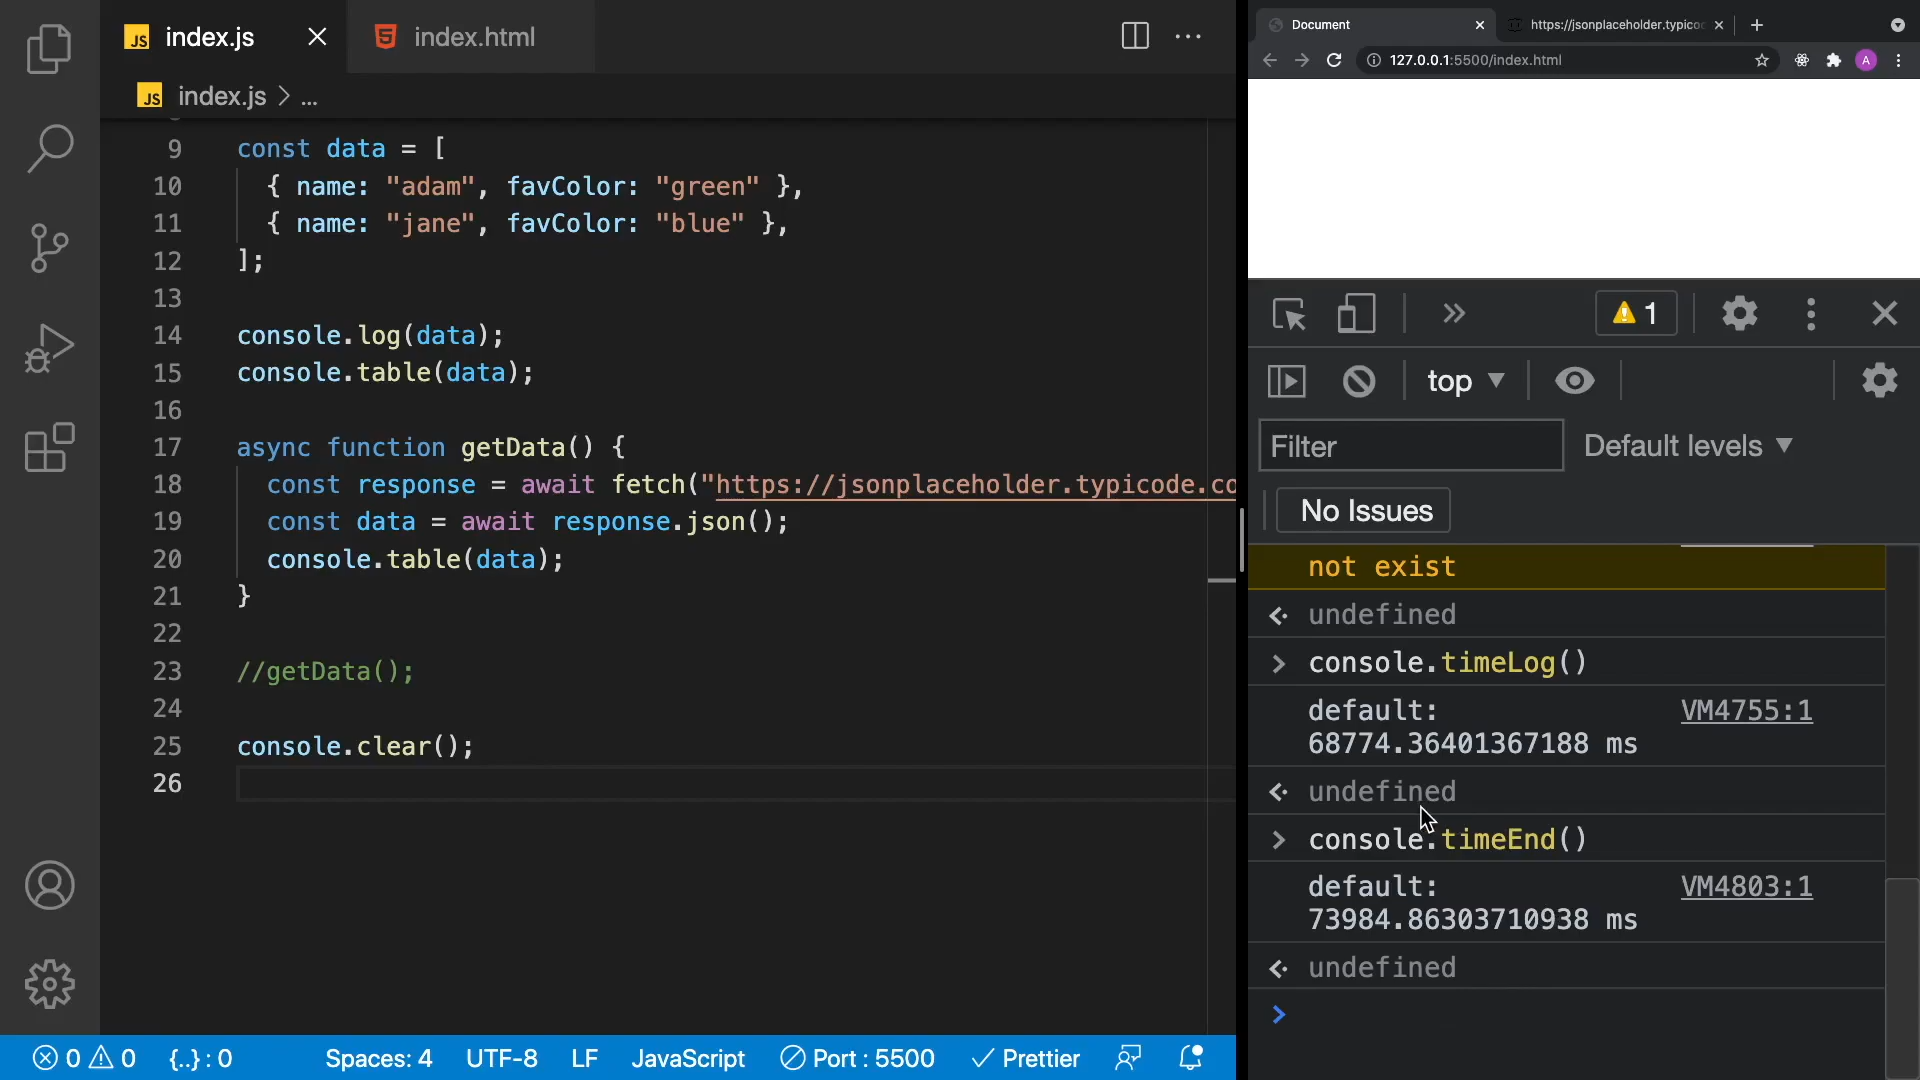 JS index.js
index.html
JS index.js > ...
9 const data = [
10 { name: "adam", favColor: "green" },
11 { name: "jane", favColor: "blue" },
12 ];
13
14 console.log(data);
15 console.table(data);
16
17 async function getData() {
18 const response = await fetch("https://jsonplaceholder.typicode.co
19 const data = await response.json();
20 console.table(data);
21 }
22
23 //getData();
24
25 console.clear();
26
0 0 {..} : 0 Spaces: 4 UTF-8 LF JavaScript Port : 5500 Prettier
Document
https://jsonplaceholder.typicod
127.0.0.1:5500/index.html
A
1
top
Filter
Default levels
No Issues
not exist
undefined
console.timeLog()
default: VM4755:1
68774.36401367188 ms
undefined
console.timeEnd()
default: VM4803:1
73984.86303710938 ms
undefined